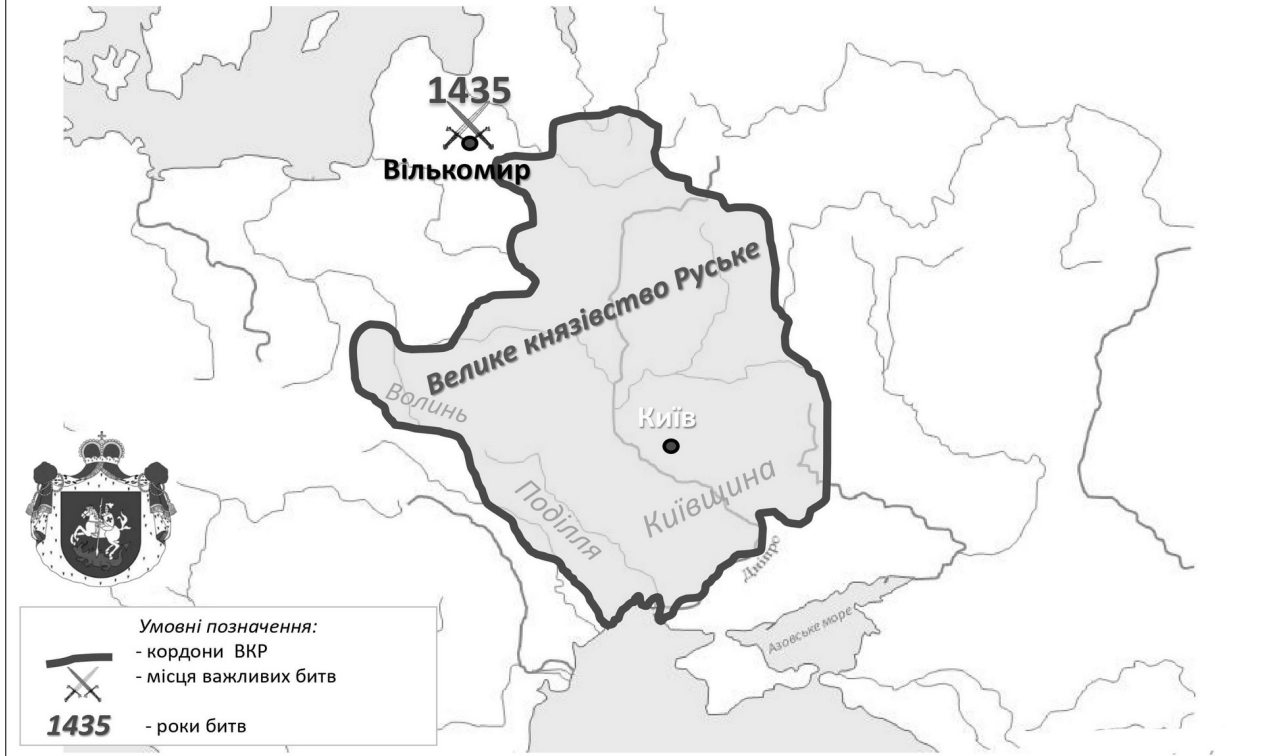 1435
Вількомир
Велике князівство Руське
Волинь
Київ
Поділля
Київщина
Дніпро
Азовське море
Умовні позначення:
- кордони ВКР
- місця важливих битв
1435 - роки битв